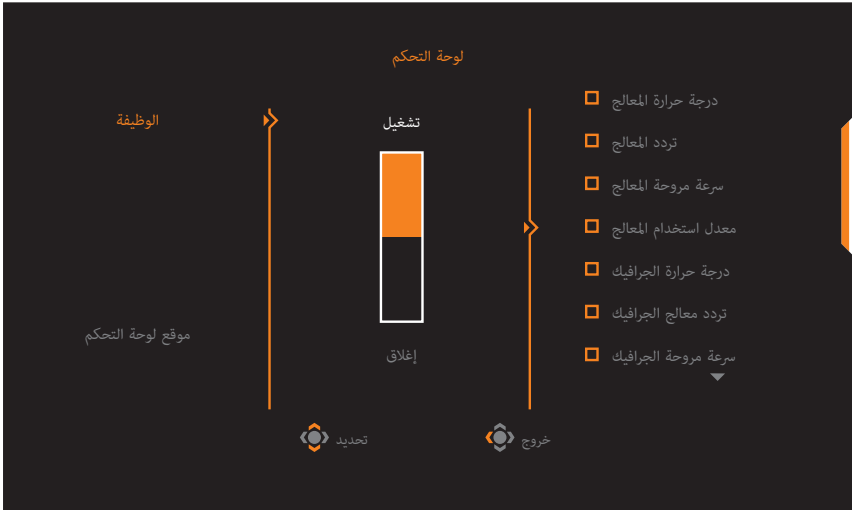 لوحة التحكم
الوظيفة
موقع لوحة التحكم
تشغيل
إغلاق
درجة حرارة المعالج
تردد المعالج
سرعة مروحة المعالج
معدل استخدام المعالج
درجة حرارة الجرافيك
تردد معالج الجرافيك
سرعة مروحة الجرافيك
تحديد
خروج